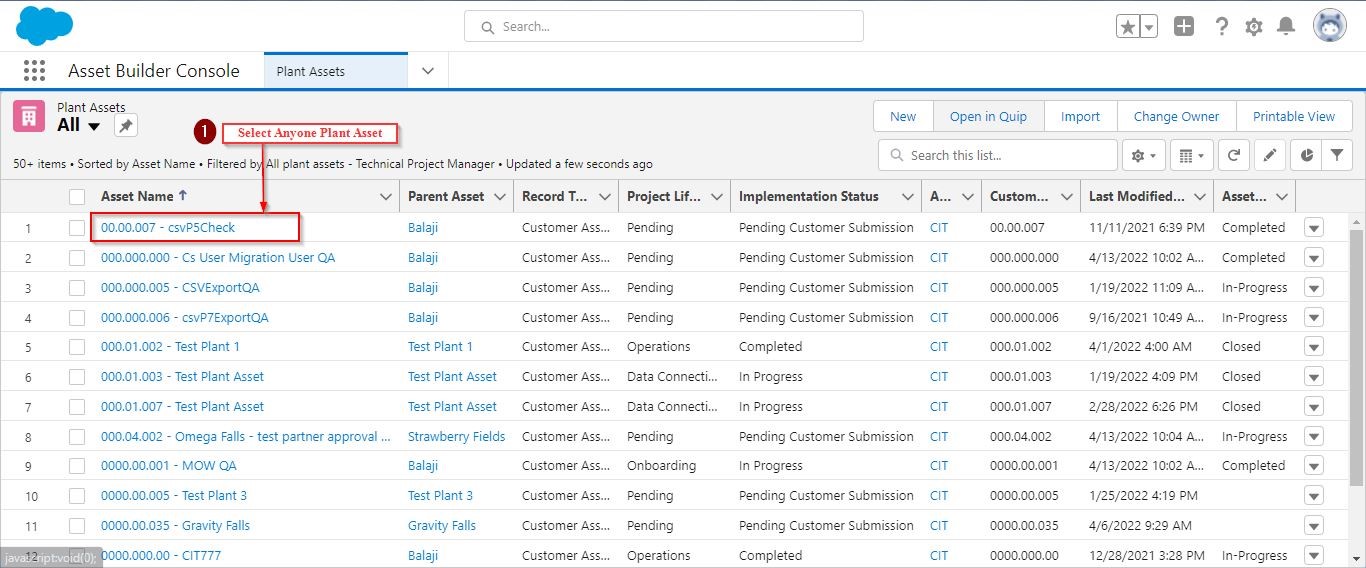 Search...
Asset Builder Console Plant Assets
Plant Assets
All
New Open in Quip Import Change Owner Printable View
1 Select Anyone Plant Asset
50+ items • Sorted by Asset Name • Filtered by All plant assets - Technical Project Manager • Updated a few seconds ago
Search this list...
Asset Name Parent Asset Record T... Project Lif... Implementation Status A... Custom... Last Modified... Asset...
1 00.00.007 - csvP5Check Balaji Customer Ass... Pending Pending Customer Submission CIT 00.00.007 11/11/2021 6:39 PM Completed
2 000.000.000 - Cs User Migration User QA Balaji Customer Ass... Pending Pending Customer Submission CIT 000.000.000 4/13/2022 10:02 A... Completed
3 000.000.005 - CSVExportQA Balaji Customer Ass... Pending Pending Customer Submission CIT 000.000.005 1/19/2022 11:09 A... In-Progress
4 000.000.006 - csvP7ExportQA Balaji Customer Ass... Pending Pending Customer Submission CIT 000.000.006 9/16/2021 10:49 A... In-Progress
5 000.01.002 - Test Plant 1 Test Plant 1 Customer Ass... Operations Completed CIT 000.01.002 4/1/2022 4:00 AM Closed
6 000.01.003 - Test Plant Asset Test Plant Asset Customer Ass... Data Connecti... In Progress CIT 000.01.003 1/19/2022 4:09 PM Closed
7 000.01.007 - Test Plant Asset Test Plant Asset Customer Ass... Data Connecti... In Progress CIT 000.01.007 2/28/2022 6:26 PM Closed
8 000.04.002 - Omega Falls - test partner approval ... Strawberry Fields Customer Ass... Pending Pending Customer Submission CIT 000.04.002 4/13/2022 10:04 A... In-Progress
9 0000.00.001 - MOW QA Balaji Customer Ass... Onboarding In Progress CIT 0000.00.001 4/13/2022 10:02 A... Completed
10 0000.00.005 - Test Plant 3 Test Plant 3 Customer Ass... Pending Pending Customer Submission CIT 0000.00.005 1/25/2022 4:19 PM
11 0000.00.035 - Gravity Falls Gravity Falls Customer Ass... Pending Pending Customer Submission CIT 0000.00.035 4/6/2022 9:29 AM
12 0000.000.00 - CIT777 Balaji Customer Ass... Operations Completed CIT 0000.000.00 12/28/2021 3:28 PM In-Progress
javascript:void(0);